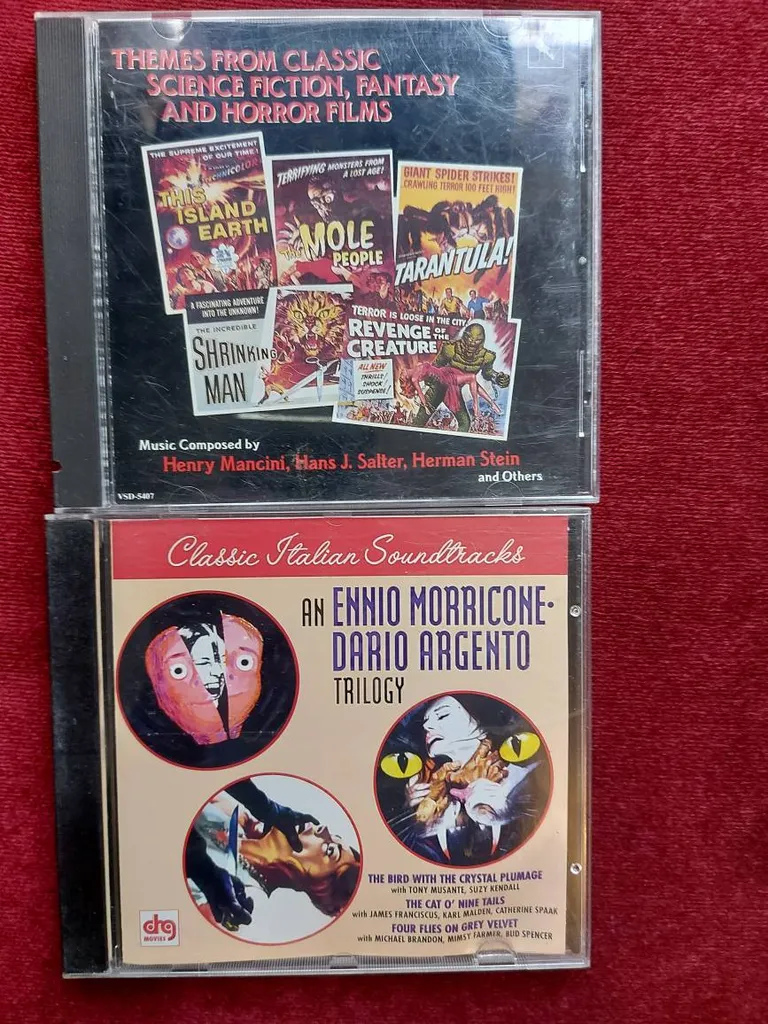 THEMES FROM CLASSIC
SCIENCE FICTION, FANTASY
AND HORROR FILMS
THE SUPREME EXCITEMENT
OF OUR TIME!
TECHNICOLOR
THIS
ISLAND
EARTH
TERRIFYING MONSTERS FROM
A LOST AGE!
THE MOLE
PEOPLE
GIANT SPIDER STRIKES!
CRAWLING TERROR 100 FEET HIGH!
TARANTULA!
A FASCINATING ADVENTURE
INTO THE UNKNOWN!
THE INCREDIBLE
SHRINKING
MAN
TERROR IS LOOSE IN THE CITY
REVENGE OF THE
CREATURE
ALL NEW
THRILLS!
SHOCK
SUSPENSE!
Music Composed by
Henry Mancini, Hans J. Salter, Herman Stein
and Others
VSD-5407
Classic Italian Soundtracks
AN ENNIO MORRICONE-
DARIO ARGENTO
TRILOGY
THE BIRD WITH THE CRYSTAL PLUMAGE
with TONY MUSANTE, SUZY KENDALL
THE CAT O' NINE TAILS
with JAMES FRANCISCUS, KARL MALDEN, CATHERINE SPAAK
FOUR FLIES ON GREY VELVET
with MICHAEL BRANDON, MIMSY FARMER, BUD SPENCER
drg
MOVIES